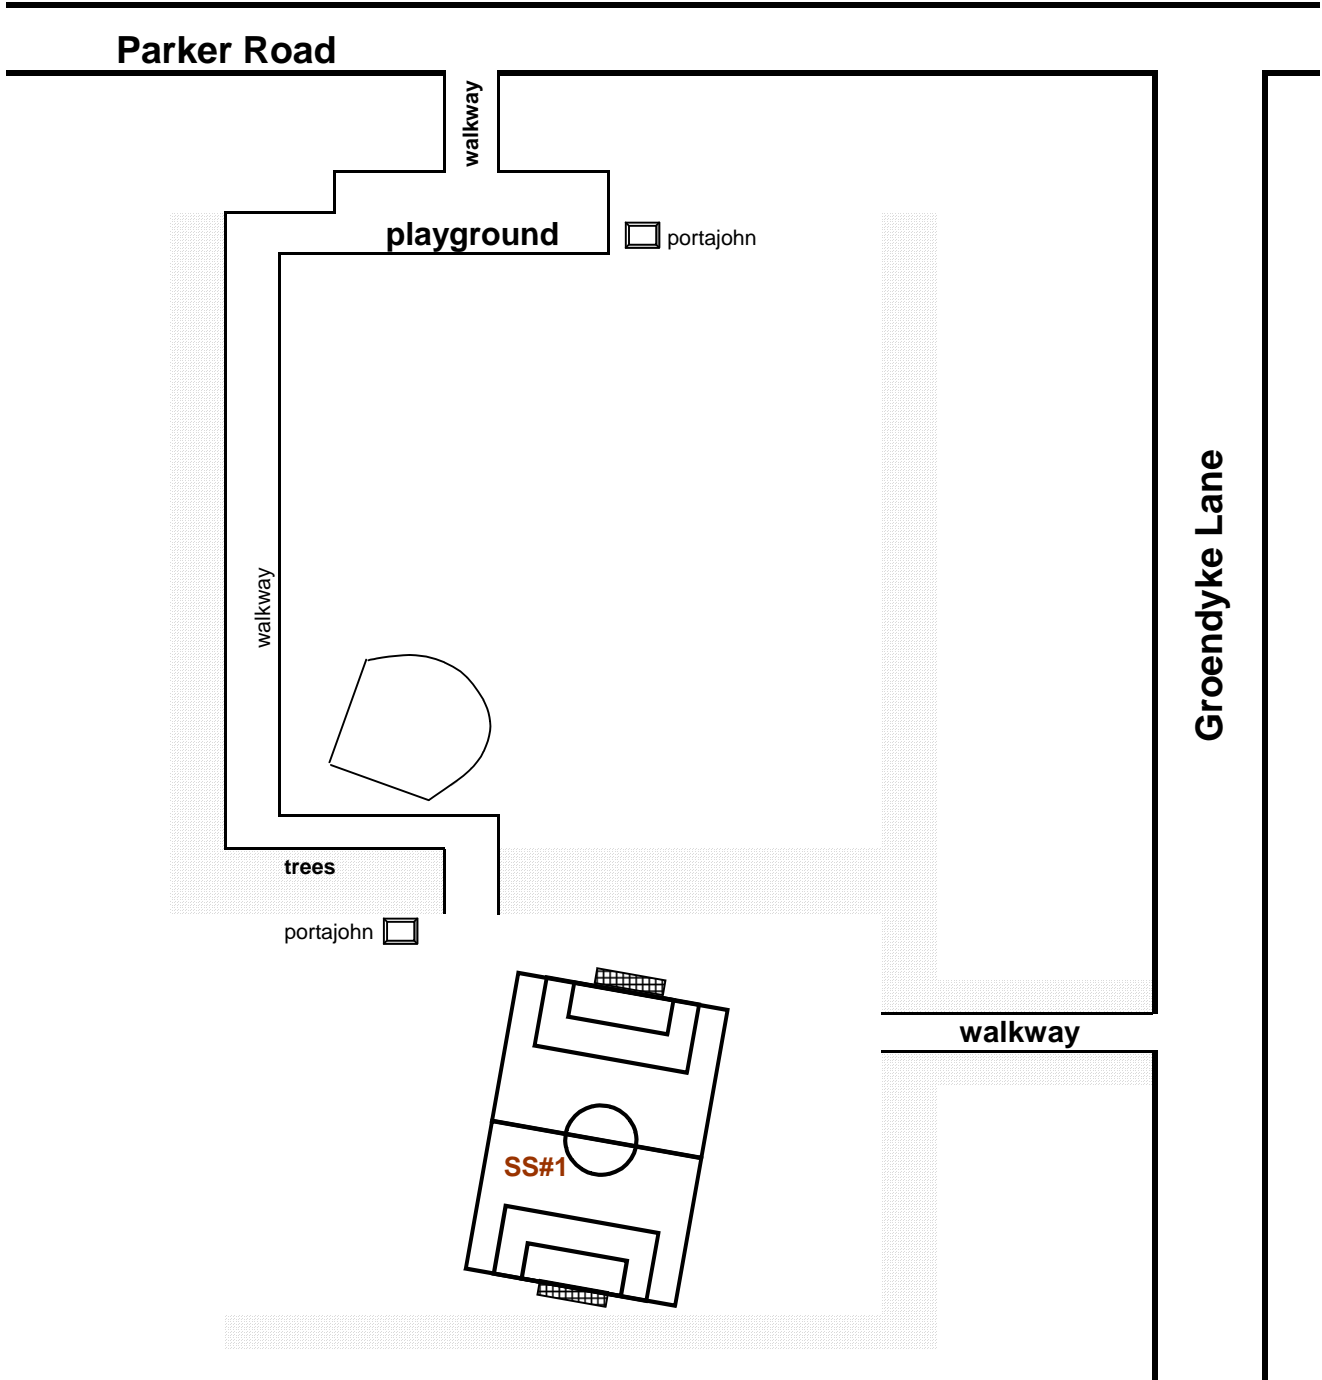 Parker Road
walkway
playground
portajohn
Groendyke Lane
walkway
trees
portajohn
walkway
SS#1